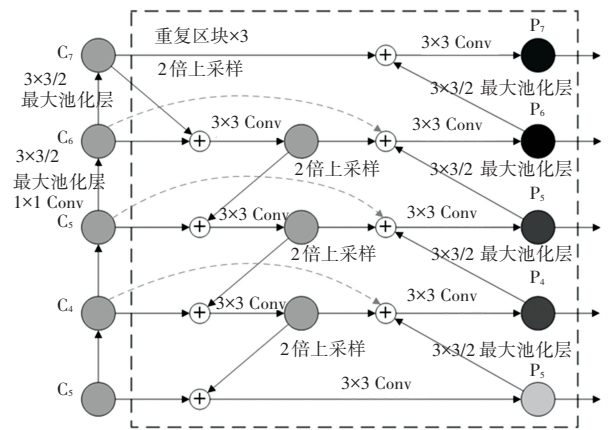 C7
重复区块×3
3×3 Conv
P7
3×3/2
最大池化层
2倍上采样
3×3/2 最大池化层
C6
3×3 Conv
3×3 Conv
P6
3×3/2
最大池化层
1×1 Conv
2倍上采样
3×3/2 最大池化层
C5
3×3 Conv
3×3 Conv
P5
2倍上采样
3×3/2 最大池化层
C4
3×3 Conv
3×3 Conv
P4
2倍上采样
3×3/2 最大池化层
C5
3×3 Conv
P5